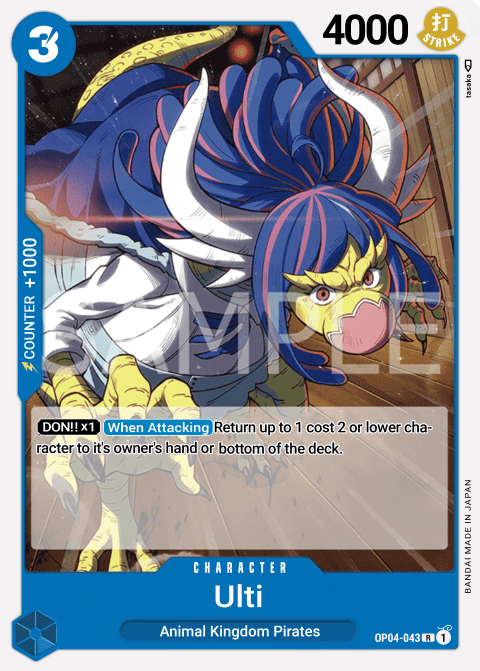 3
4000
打
STRIKE
tasaka
COUNTER +1000
SAMPLE
DON!! x1 When Attacking Return up to 1 cost 2 or lower cha-
racter to it's owner's hand or bottom of the deck.
BANDAI MADE IN JAPAN
CHARACTER
Ulti
Animal Kingdom Pirates
OP04-043 R 1